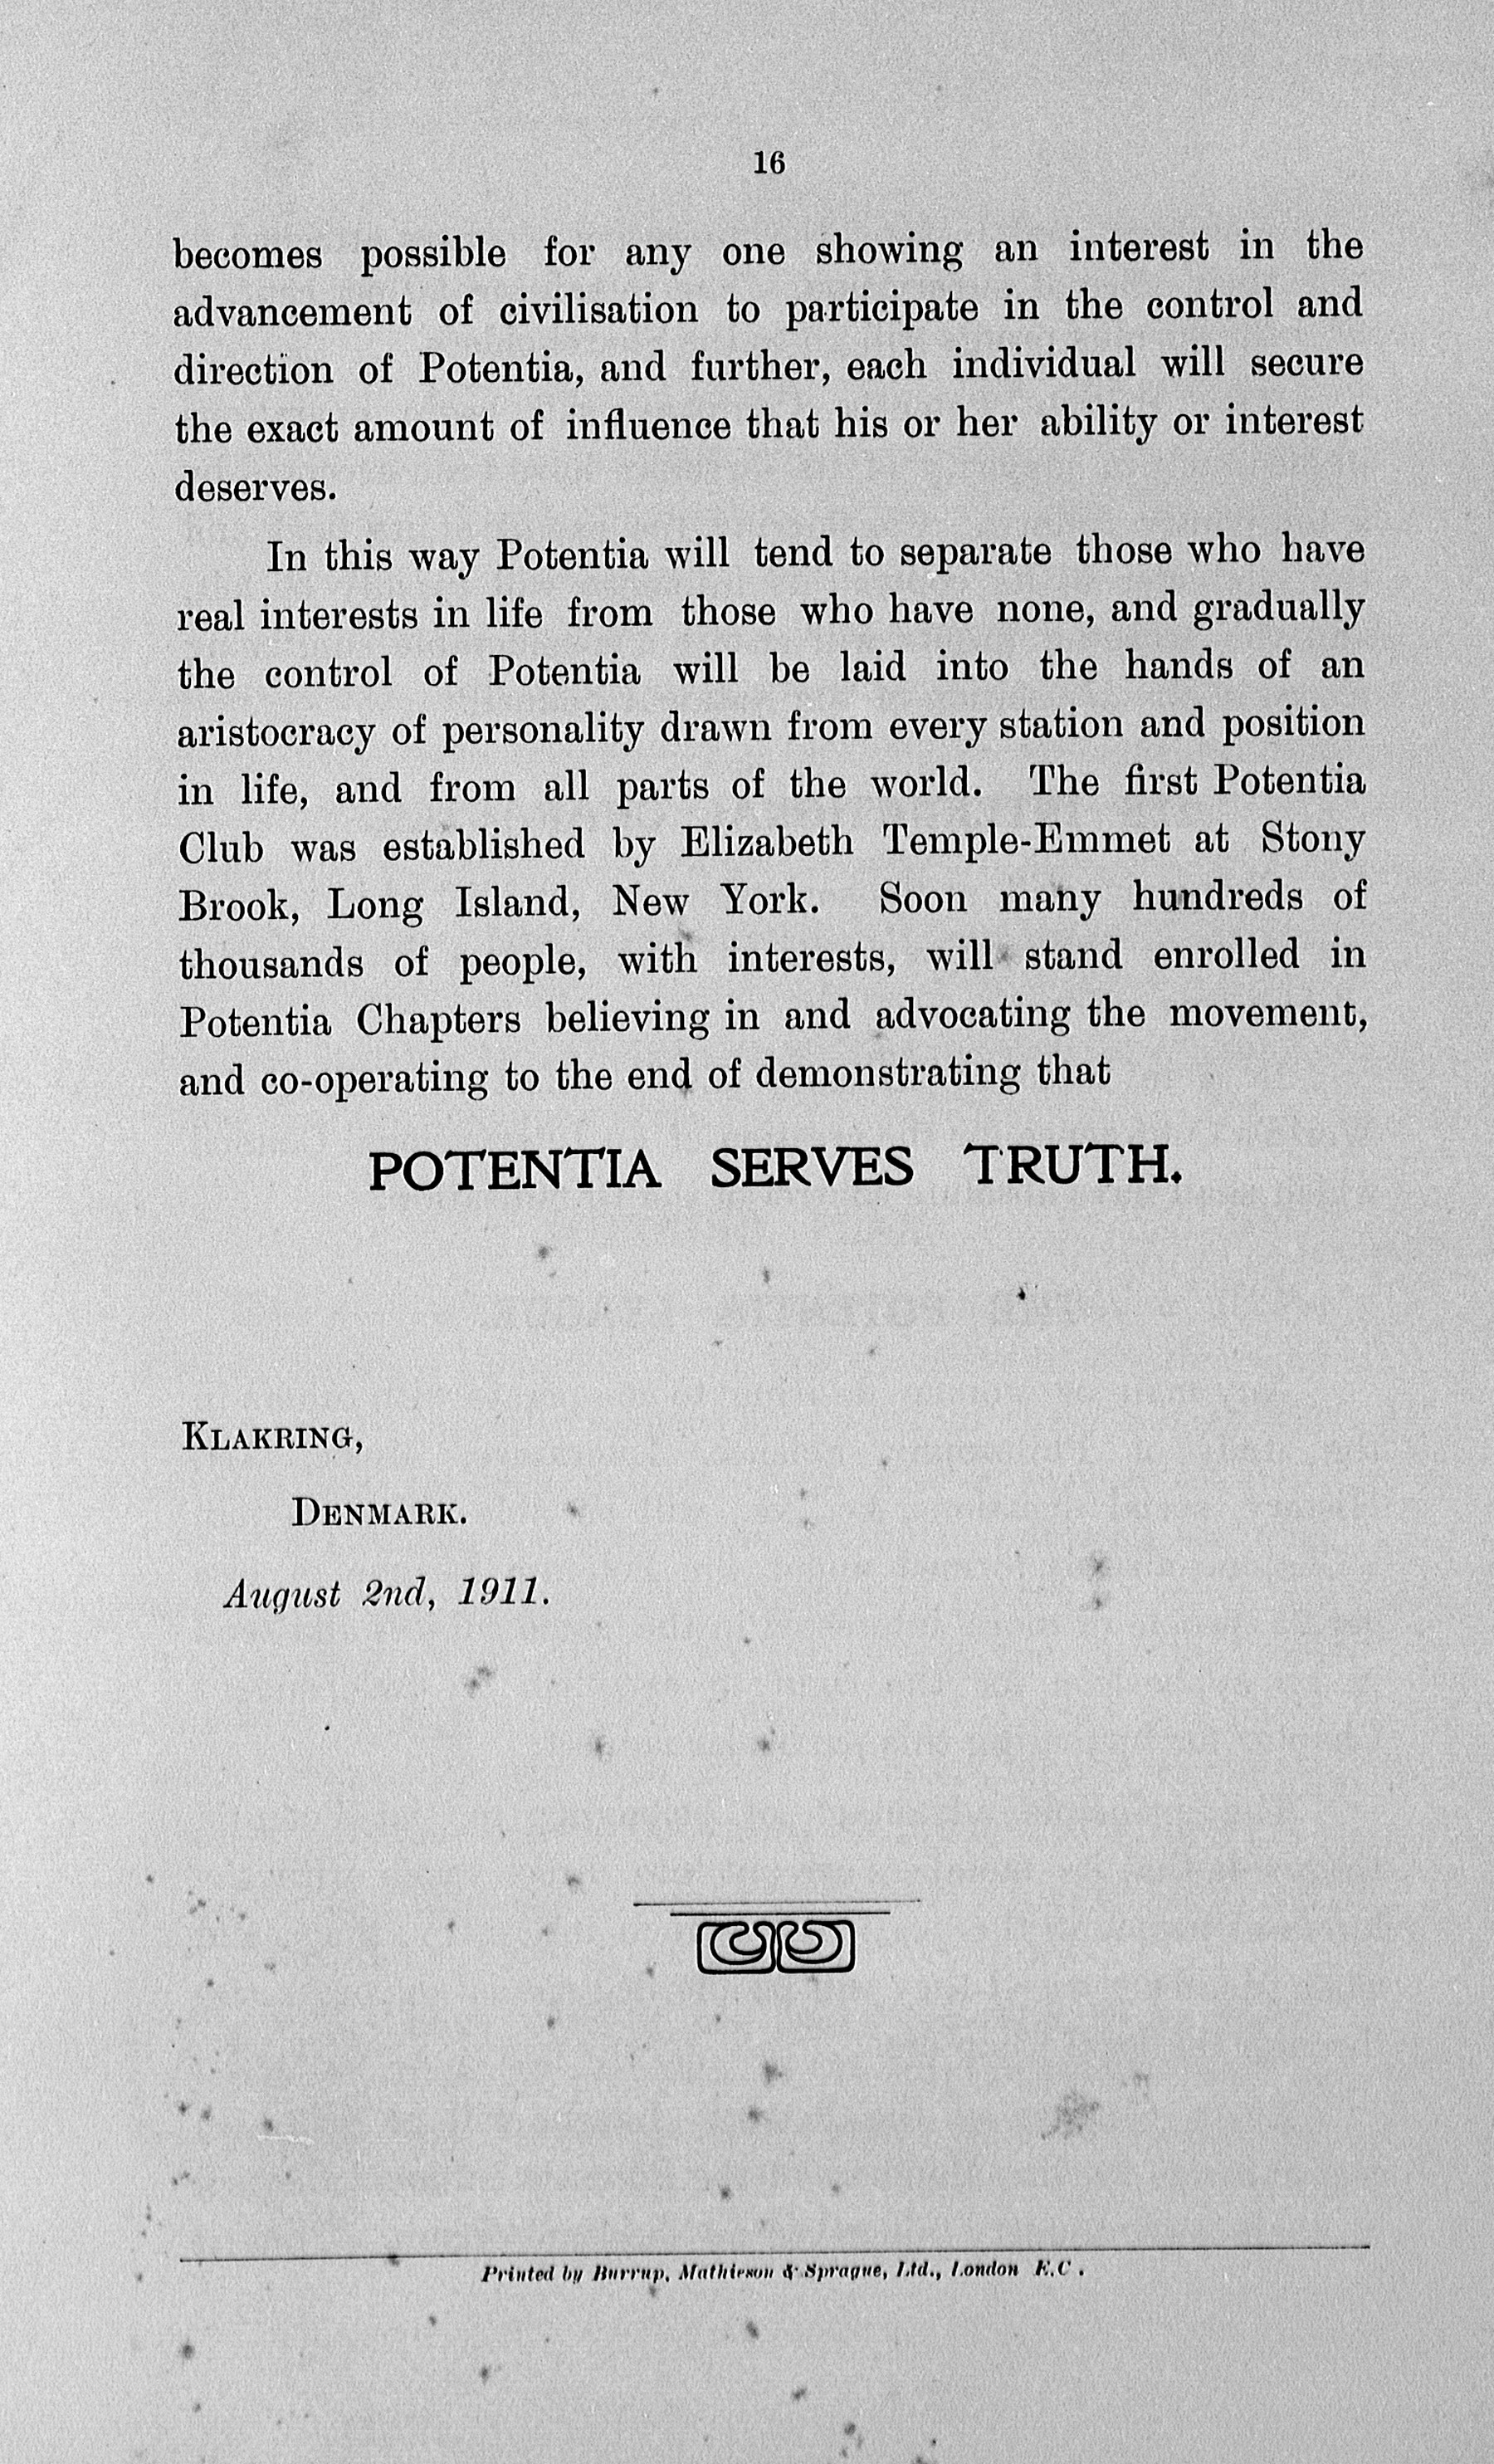 16
becomes possible for any one showing an interest in the
advancement of civilisation to participate in the control and
direction of Potentia, and further, each individual will secure
the exact amount of influence that his or her ability or interest
deserves.
In this way Potentia will tend to separate those who have
real interests in life from those who have none, and gradually
the control of Potentia will be laid into the hands of an
aristocracy of personality drawn from every station and position
in life, and from all parts of the world. The first Potentia
Club was established by Elizabeth Temple-Emmet at Stony
Brook, Long Island, New York. Soon many hundreds of
thousands of people, with interests, will stand enrolled in
Potentia Chapters believing in and advocating the movement,
and co-operating to the end of demonstrating that
POTENTIA SERVES TRUTH.
KLAKRING,
DENMARK.
August 2nd, 1911.
Printed by Burrup, Mathieson & Sprague, Ltd., London E.C.